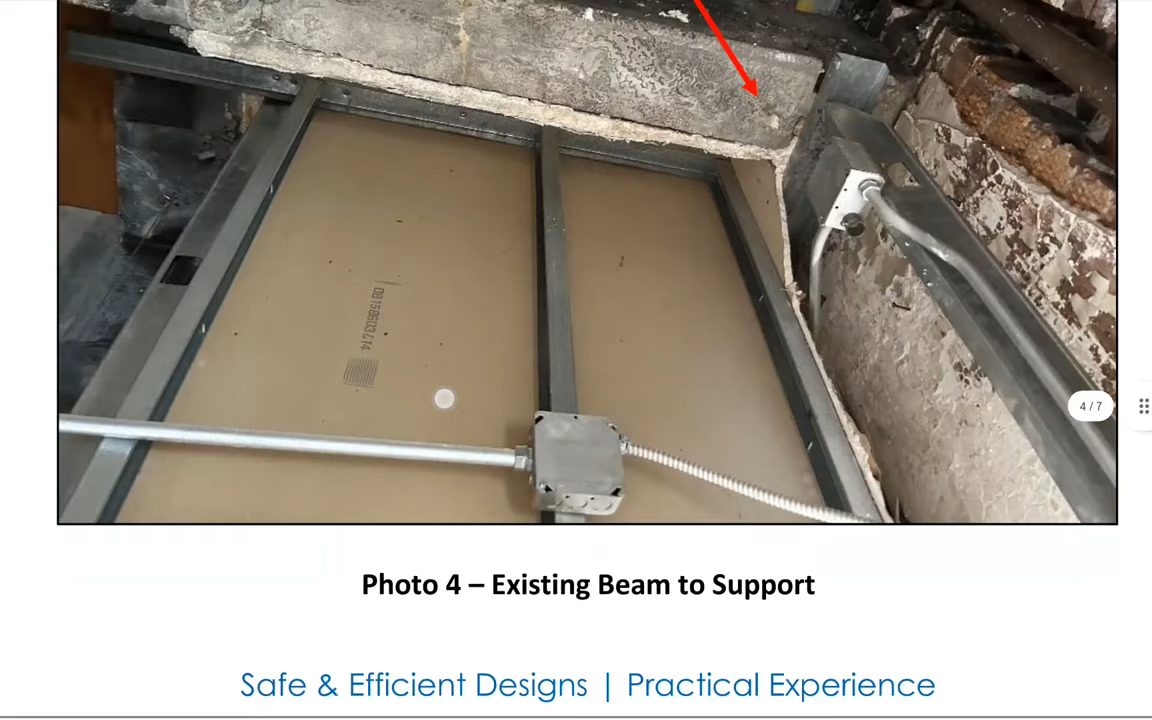 4 / 7
Photo 4 – Existing Beam to Support
Safe & Efficient Designs | Practical Experience